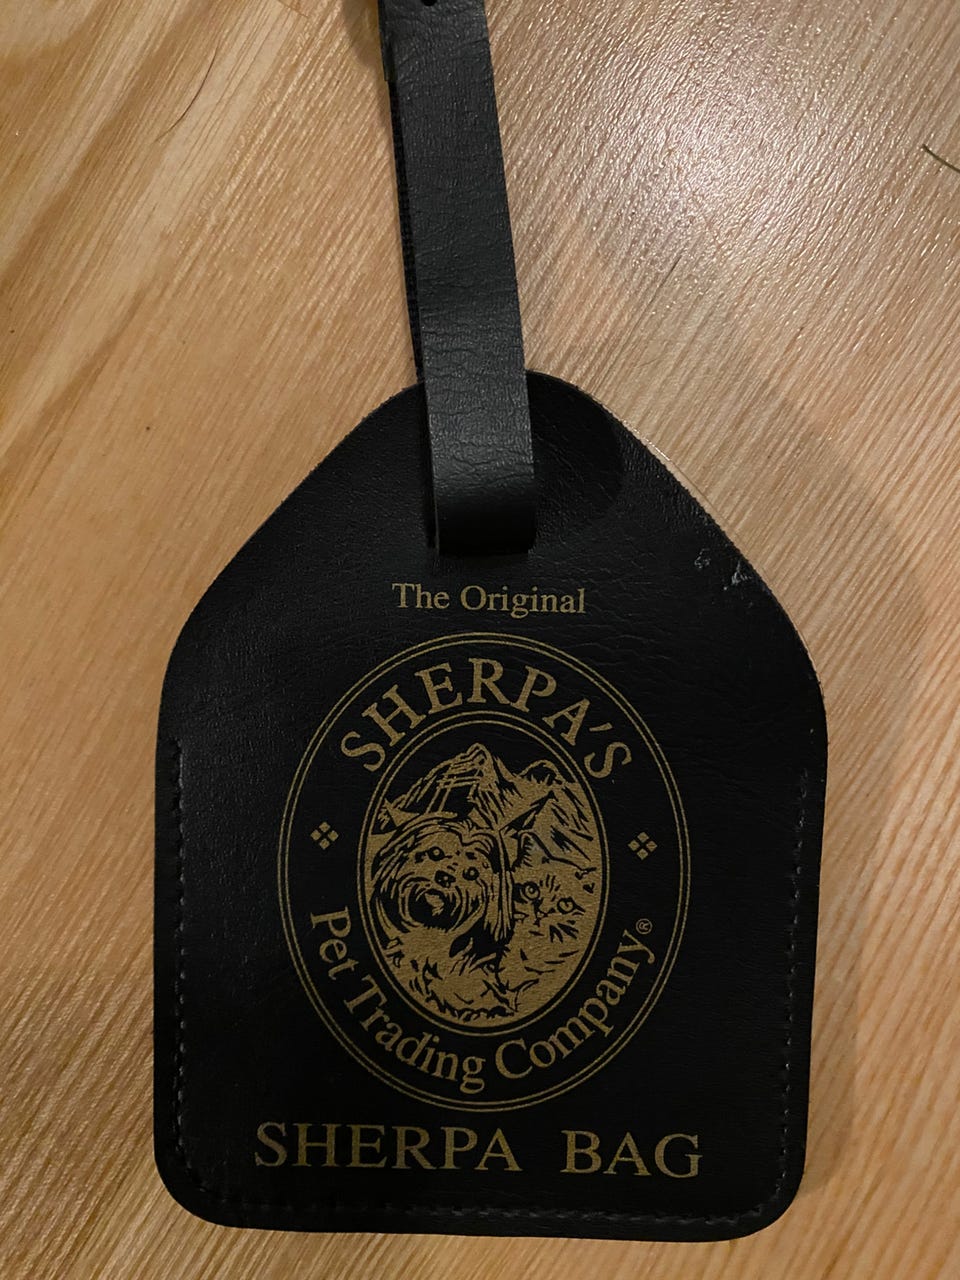 The Original
SHERPA'S
Pet Trading Company®
SHERPA BAG